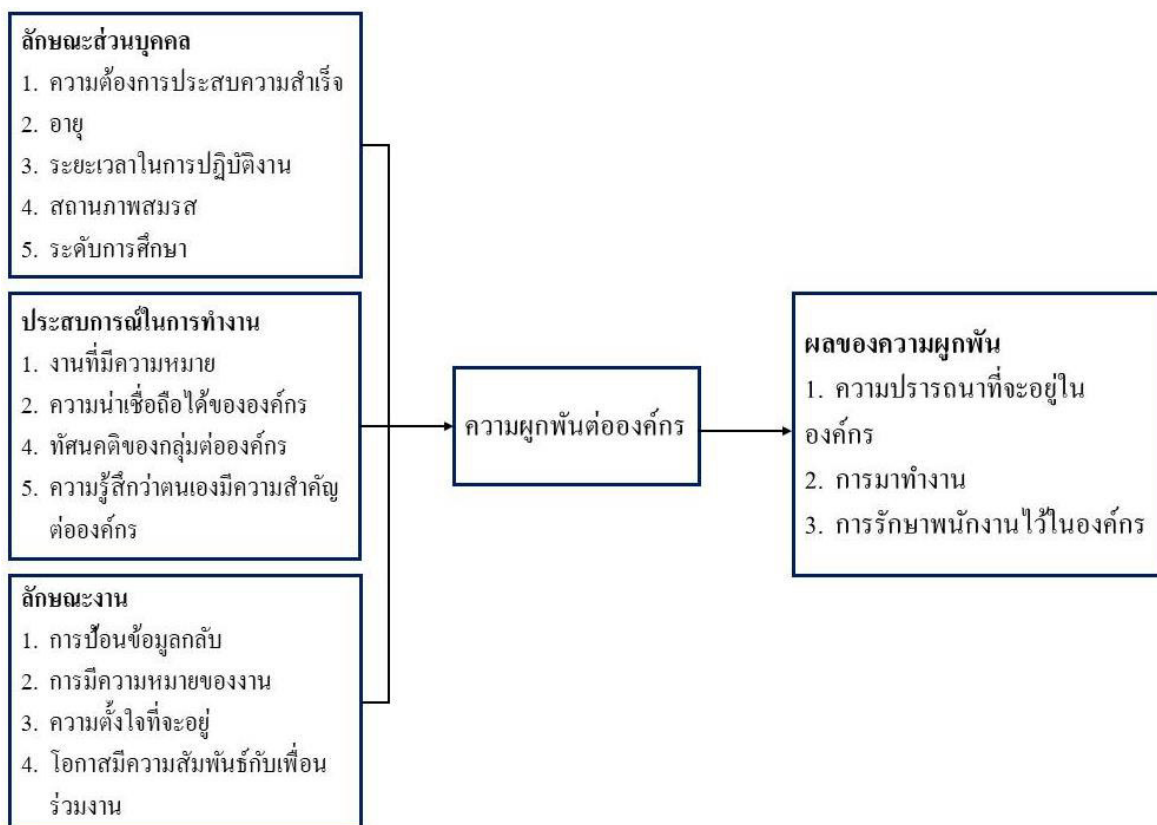 ลักษณะส่วนบุคคล
1. ความต้องการประสบความสำเร็จ
2. อายุ
3. ระยะเวลาในการปฏิบัติงาน
4. สถานภาพสมรส
5. ระดับการศึกษา
ประสบการณ์ในการทำงาน
1. งานที่มีความหมาย
2. ความน่าเชื่อถือได้ขององค์กร
4. ทัศนคติของกลุ่มต่อองค์กร
5. ความรู้สึกว่าตนเองมีความสำคัญ
ต่อองค์กร
ลักษณะงาน
1. การป้อนข้อมูลกลับ
2. การมีความหมายของงาน
3. ความตั้งใจที่จะอยู่
4. โอกาสมีความสัมพันธ์กับเพื่อน
ร่วมงาน
ความผูกพันต่อองค์กร
ผลของความผูกพัน
1. ความปรารถนาที่จะอยู่ใน
องค์กร
2. การมาทำงาน
3. การรักษาพนักงานไว้ในองค์กร